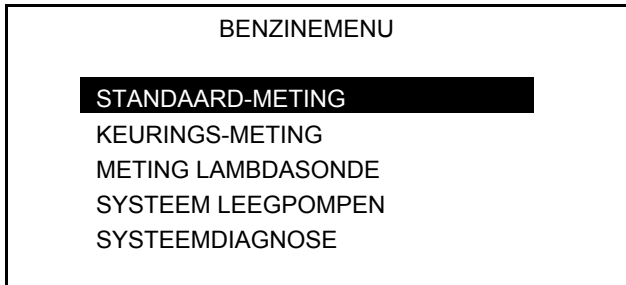 BENZINEMENU
STANDAARD-METING
KEURINGS-METING
METING LAMBDASONDE
SYSTEEM LEEGPOMPEN
SYSTEEMDIAGNOSE